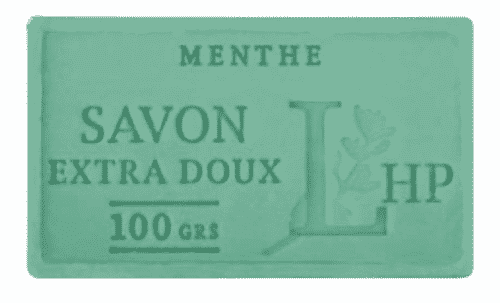 MENTHE
SAVON
EXTRA DOUX
100 GRS
LHP